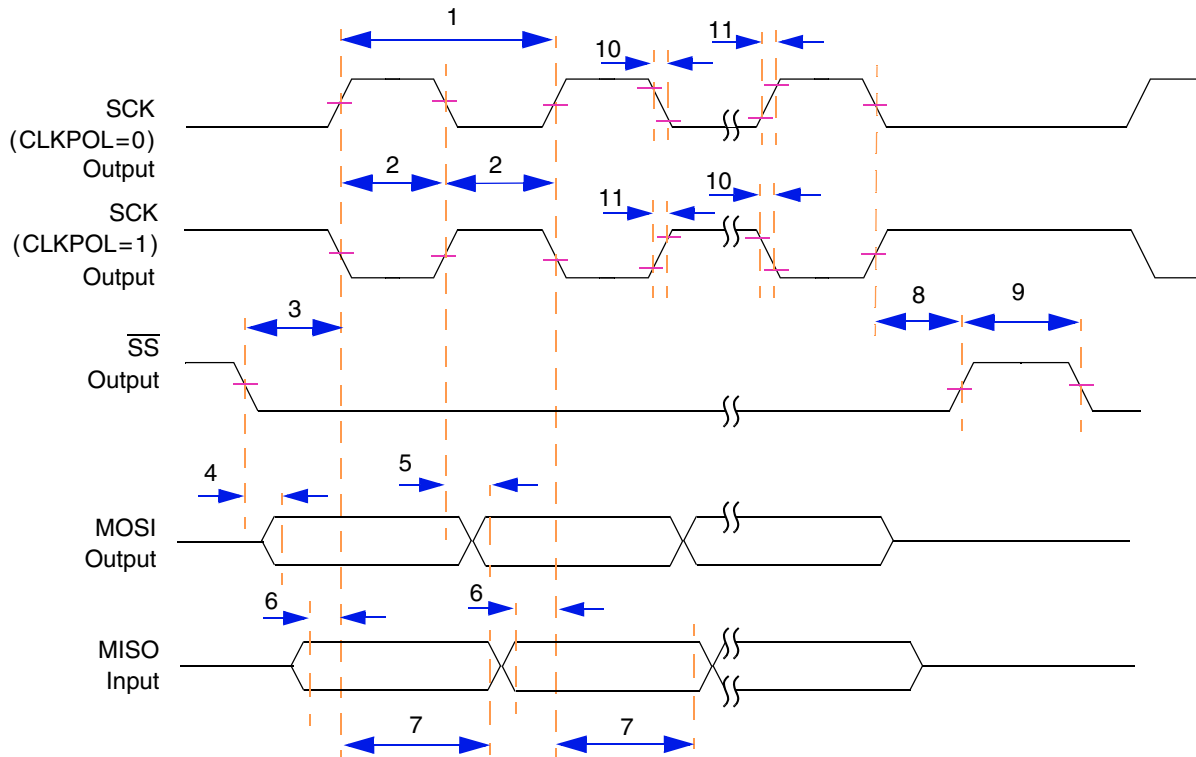 1
10
11
SCK
(CLKPOL=0)
Output
2
2
SCK
(CLKPOL=1)
Output
11
10
3
8
9
SS
Output
4
5
MOSI
Output
6
6
MISO
Input
7
7